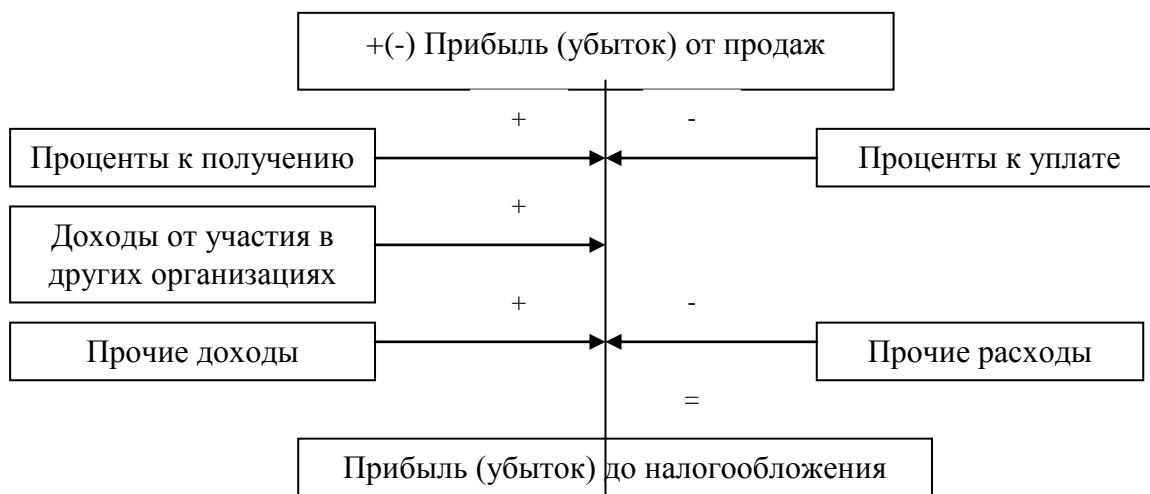 +(-) Прибыль (убыток) от продаж
+ -
Проценты к получению
Проценты к уплате
+
Доходы от участия в
других организациях
+ -
Прочие доходы
Прочие расходы
=
Прибыль (убыток) до налогообложения